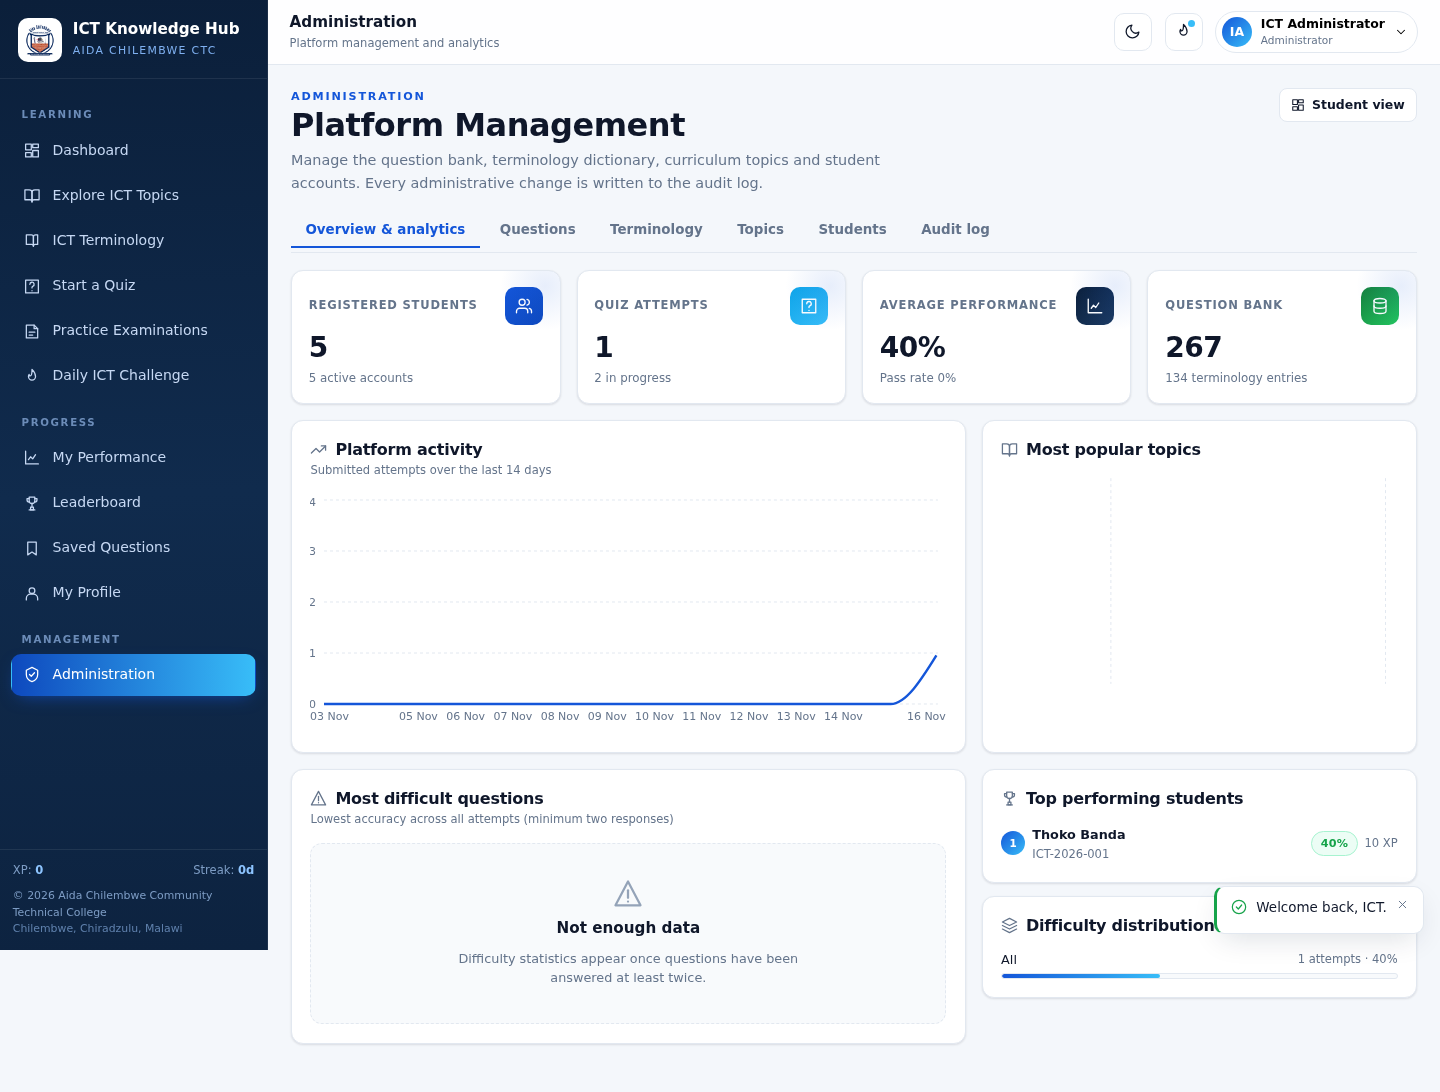 ICT Knowledge Hub
AIDA CHILEMBWE CTC
LEARNING
Dashboard
Explore ICT Topics
ICT Terminology
Start a Quiz
Practice Examinations
Daily ICT Challenge
PROGRESS
My Performance
Leaderboard
Saved Questions
My Profile
MANAGEMENT
Administration
XP: 0
Streak: 0d
© 2026 Aida Chilembwe Community
Technical College
Chilembwe, Chiradzulu, Malawi
Administration
Platform management and analytics
IA
ICT Administrator
Administrator
ADMINISTRATION
Platform Management
Manage the question bank, terminology dictionary, curriculum topics and student
accounts. Every administrative change is written to the audit log.
Student view
Overview & analytics
Questions
Terminology
Topics
Students
Audit log
REGISTERED STUDENTS
5
5 active accounts
QUIZ ATTEMPTS
1
2 in progress
AVERAGE PERFORMANCE
40%
Pass rate 0%
QUESTION BANK
267
134 terminology entries
Platform activity
Submitted attempts over the last 14 days
4
3
2
1
0
03 Nov 05 Nov 06 Nov 07 Nov 08 Nov 09 Nov 10 Nov 11 Nov 12 Nov 13 Nov 14 Nov 16 Nov
Most popular topics
Most difficult questions
Lowest accuracy across all attempts (minimum two responses)
Not enough data
Difficulty statistics appear once questions have been
answered at least twice.
Top performing students
1
Thoko Banda
ICT-2026-001
40%
10 XP
Difficulty distribution
Welcome back, ICT.
All
1 attempts · 40%